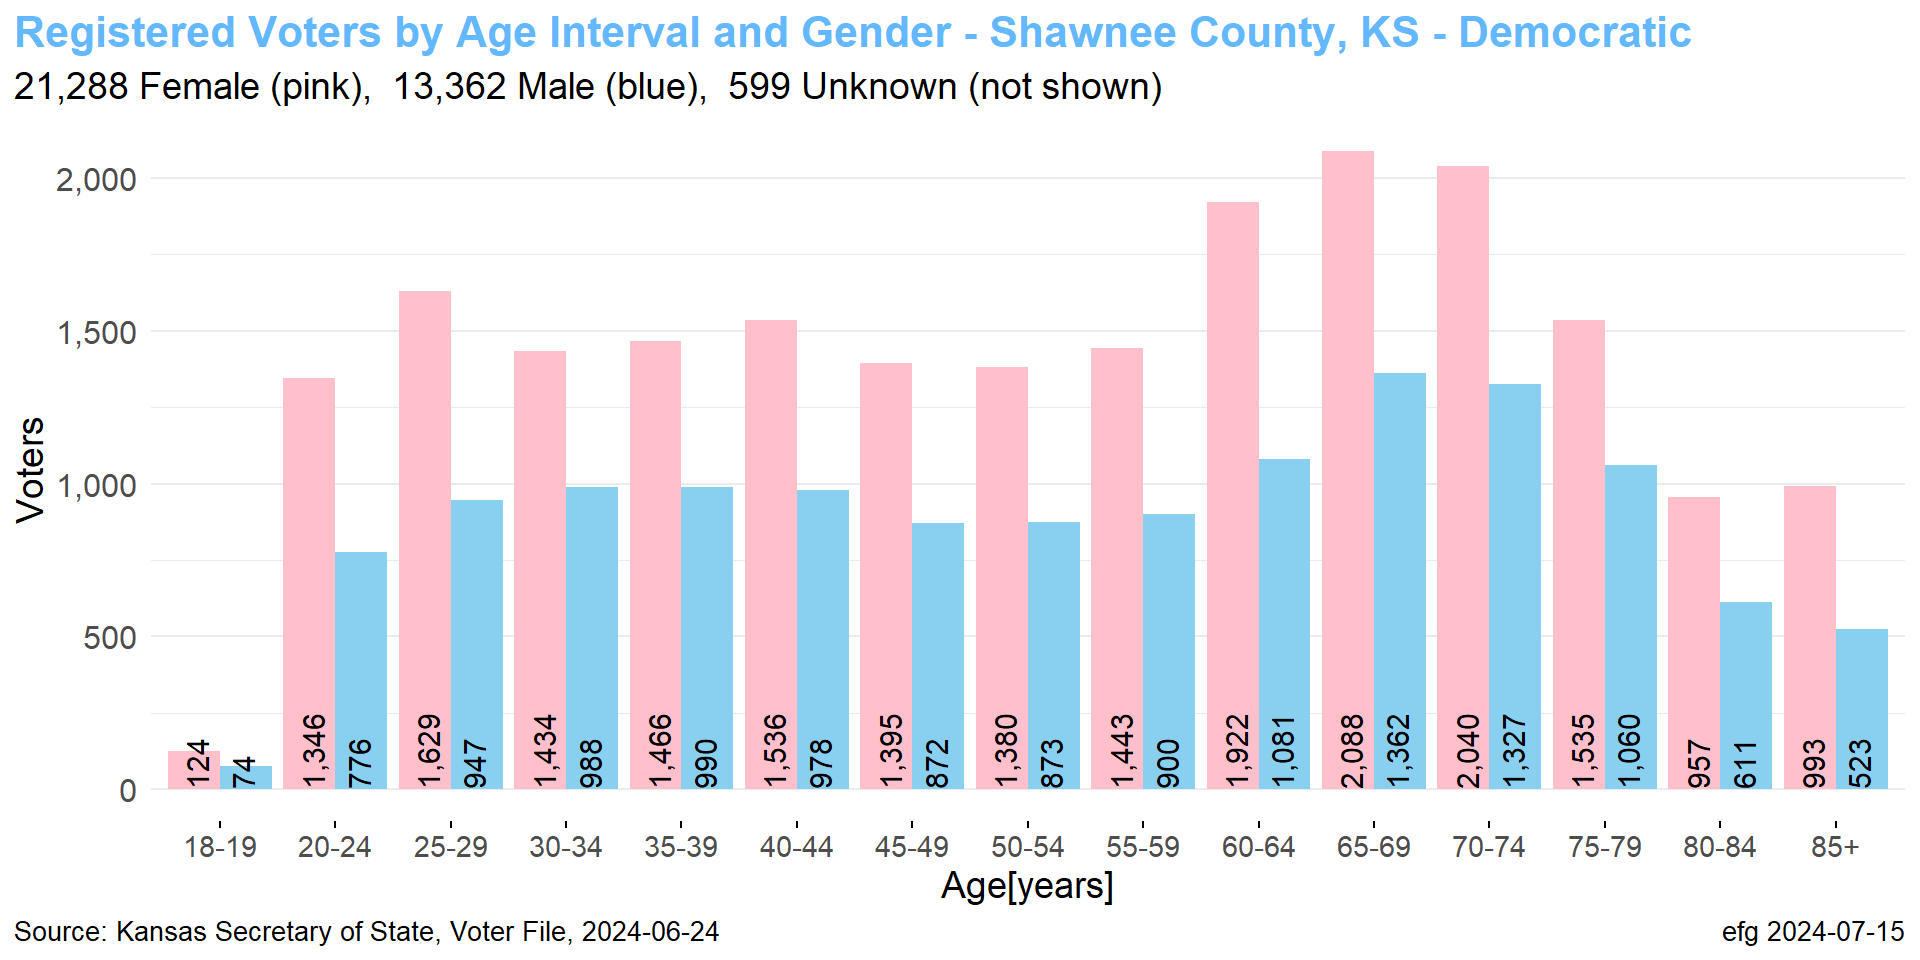 Registered Voters by Age Interval and Gender - Shawnee County, KS - Democratic
21,288 Female (pink),  13,362 Male (blue),  599 Unknown (not shown)
Voters
2,000
1,500
1,000
500
0
124 74 1,346 776 1,629 947 1,434 988 1,466 990 1,536 978 1,395 872 1,380 873 1,443 900 1,922 1,081 2,088 1,362 2,040 1,327 1,535 1,060 957 611 993 523
18-19 20-24 25-29 30-34 35-39 40-44 45-49 50-54 55-59 60-64 65-69 70-74 75-79 80-84 85+
Age[years]
Source: Kansas Secretary of State, Voter File, 2024-06-24
efg 2024-07-15